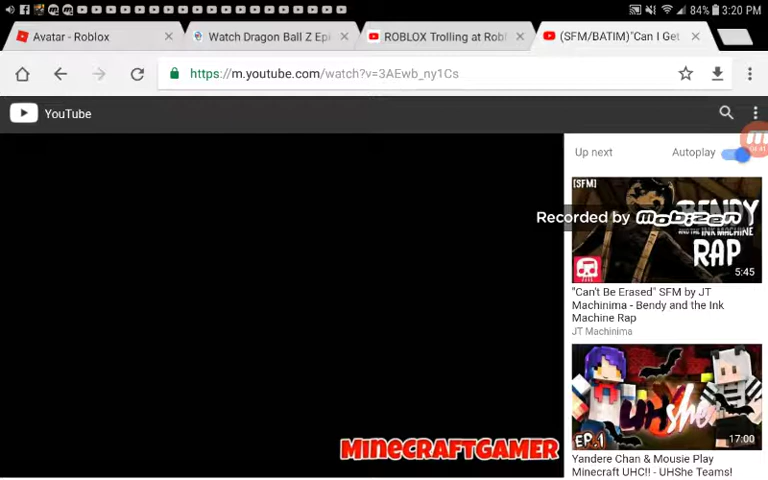 84% 3:20 PM
Avatar - Roblox
Watch Dragon Ball Z Epi
ROBLOX Trolling at Robl
(SFM/BATIM)"Can I Get
https://m.youtube.com/watch?v=3AEwb_ny1Cs
YouTube
Up next
Autoplay
[SFM]
BENDY
AND THE INK MACHINE
RAP
5:45
Recorded by MOBIZEN
"Can't Be Erased" SFM by JT
Machinima - Bendy and the Ink
Machine Rap
JT Machinima
UHShe
EP.1
17:00
Yandere Chan & Mousie Play
Minecraft UHC!! - UHShe Teams!
MINECRAFTGAMER